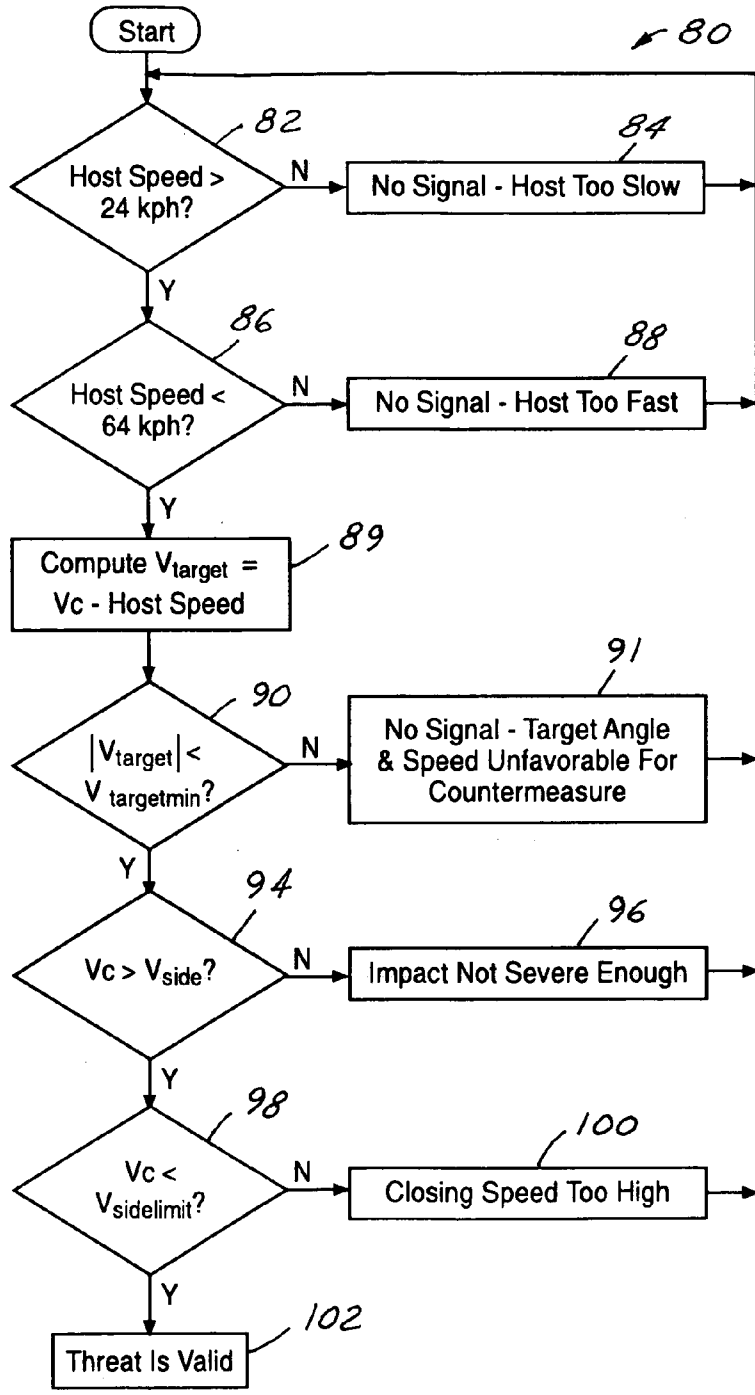 Start
80
82
Host Speed >
24 kph?
N
84
No Signal - Host Too Slow
Y
86
Host Speed <
64 kph?
N
88
No Signal - Host Too Fast
Y
89
Compute Vtarget =
Vc - Host Speed
90
|Vtarget| <
V targetmin?
N
91
No Signal - Target Angle
& Speed Unfavorable For
Countermeasure
Y
94
Vc > Vside?
N
96
Impact Not Severe Enough
Y
98
Vc <
Vsidelimit?
N
100
Closing Speed Too High
Y
102
Threat Is Valid